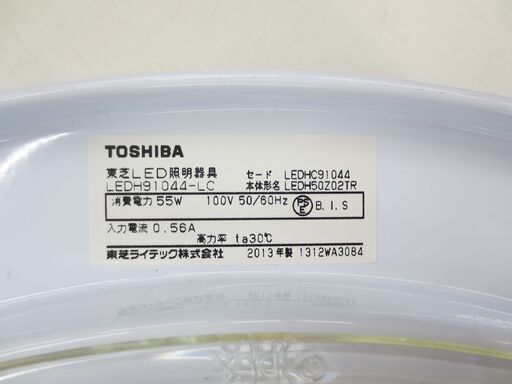 TOSHIBA
東芝LED照明器具 セード LEDHC91044
LEDH91044-LC 本体形名 LEDH50Z02TR
消費電力 55W 100V 50/60Hz PSE B.I.S
入力電流 0.56A
高力率 ta30℃
東芝ライテック株式会社 2013年製 1312WA3084